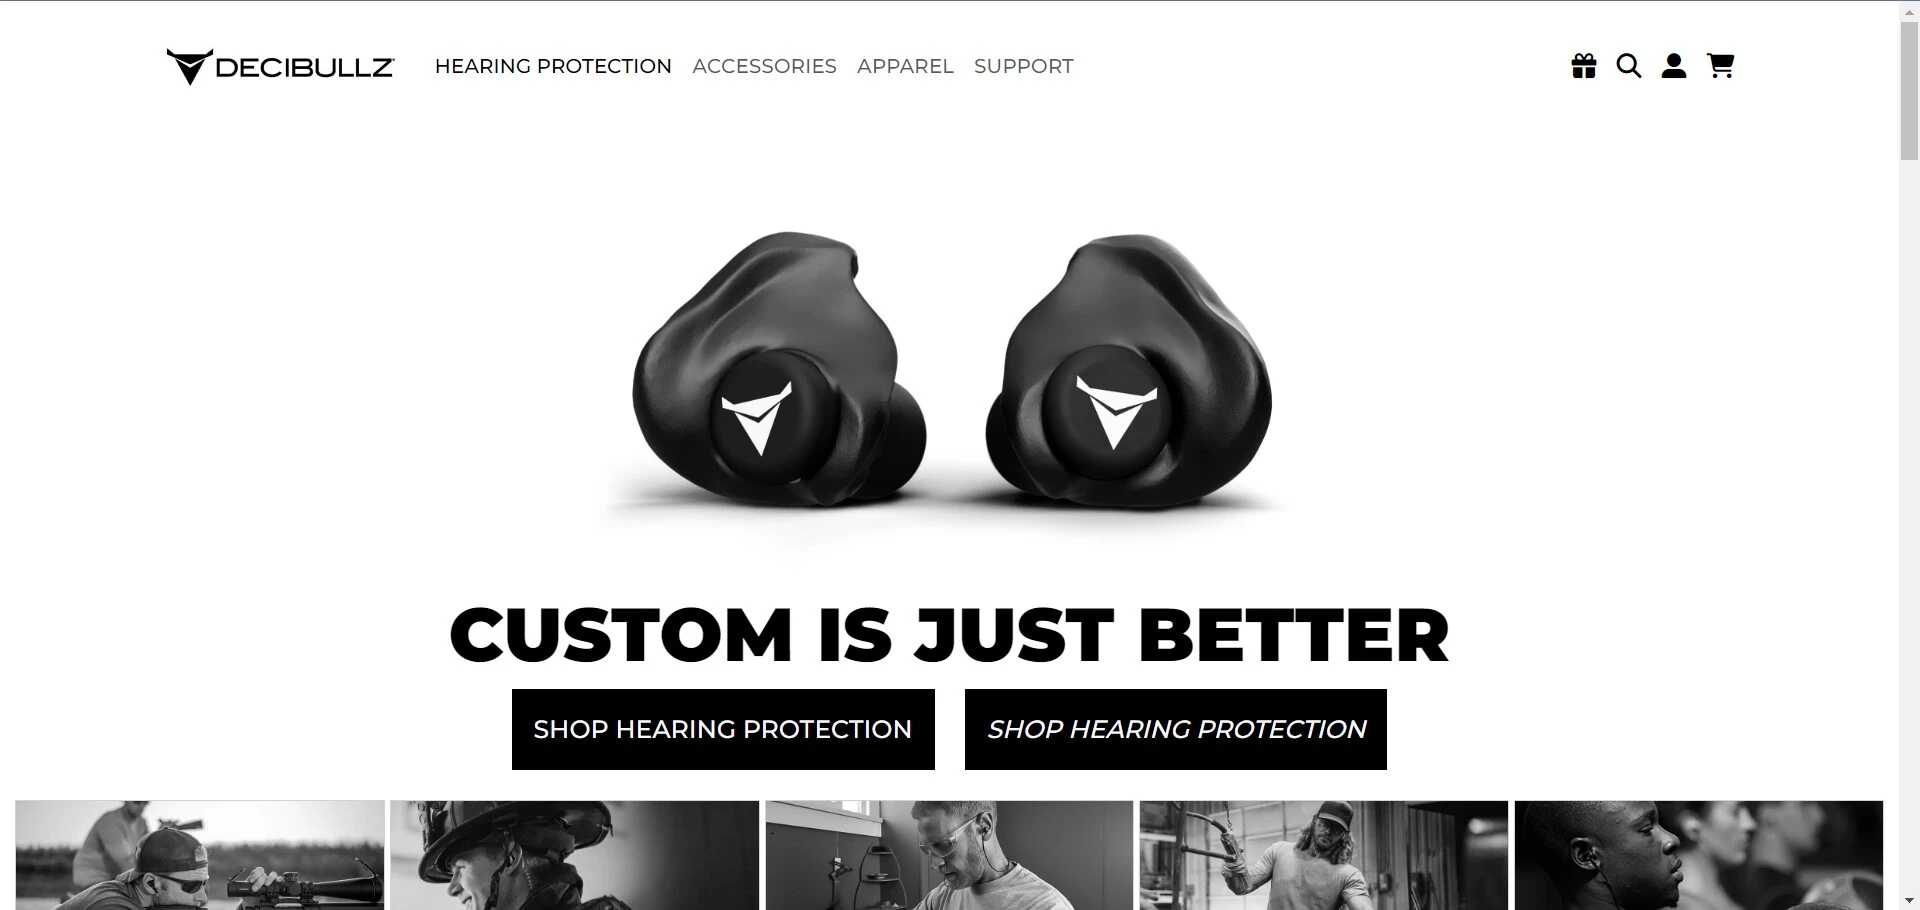 DECIBULLZ HEARING PROTECTION ACCESSORIES APPAREL SUPPORT
CUSTOM IS JUST BETTER
SHOP HEARING PROTECTION SHOP HEARING PROTECTION